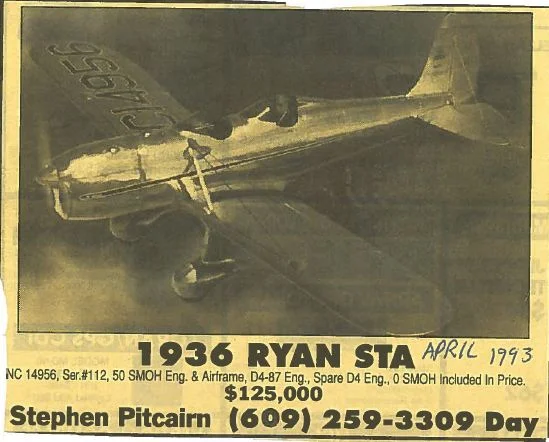 C14956
1936 RYAN STA APRIL 1993
NC 14956, Ser.#112, 50 SMOH Eng. & Airframe, D4-87 Eng., Spare D4 Eng., 0 SMOH Included In Price.
$125,000
Stephen Pitcairn (609) 259-3309 Day